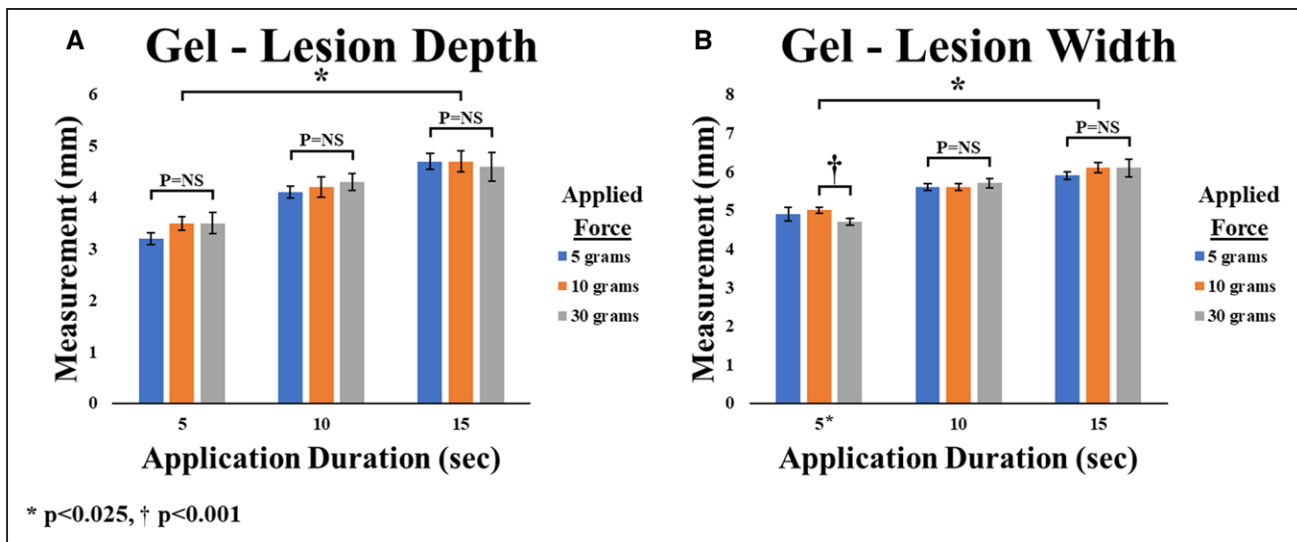 A
Gel - Lesion Depth
*
6
5
4
3
2
1
0
Measurement (mm)
P=NS
P=NS
P=NS
5
10
15
Application Duration (sec)
Applied
Force
5 grams
10 grams
30 grams
B
Gel - Lesion Width
*
8
7
6
5
4
3
2
1
0
Measurement (mm)
†
P=NS
P=NS
5*
10
15
Application Duration (sec)
Applied
Force
5 grams
10 grams
30 grams
* p<0.025, † p<0.001